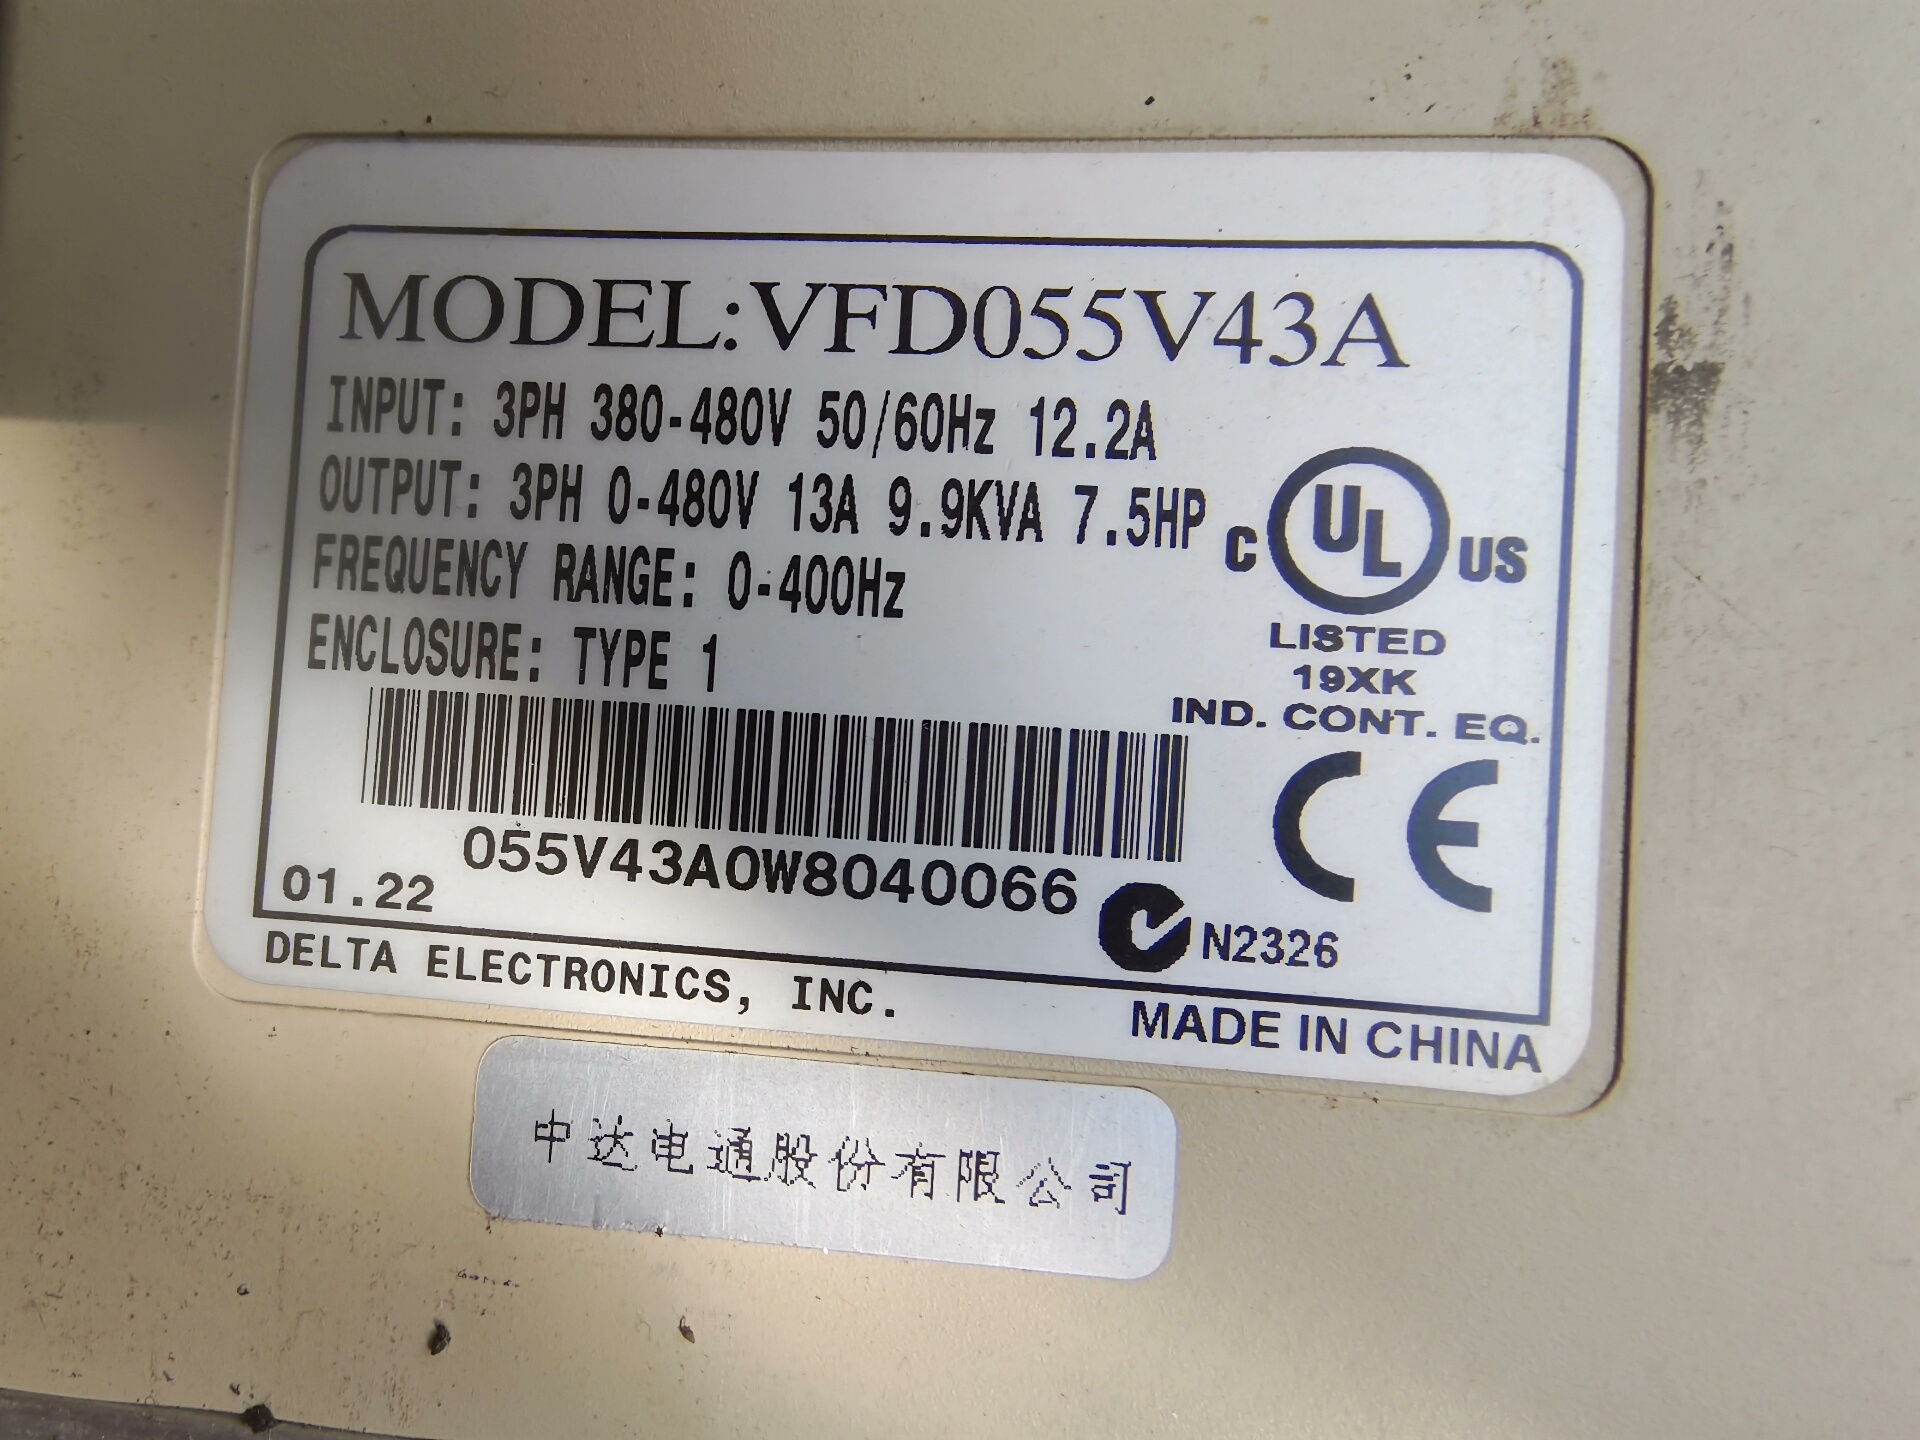 MODEL:VFD055V43A
INPUT: 3PH 380-480V 50/60Hz 12.2A
OUTPUT: 3PH 0-480V 13A 9.9KVA 7.5HP
FREQUENCY RANGE: 0-400Hz
ENCLOSURE: TYPE 1
C UL US
LISTED
19XK
IND. CONT. EQ.
CE
055V43A0W8040066
01.22
N2326
DELTA ELECTRONICS, INC.
MADE IN CHINA
中达电通股份有限公司